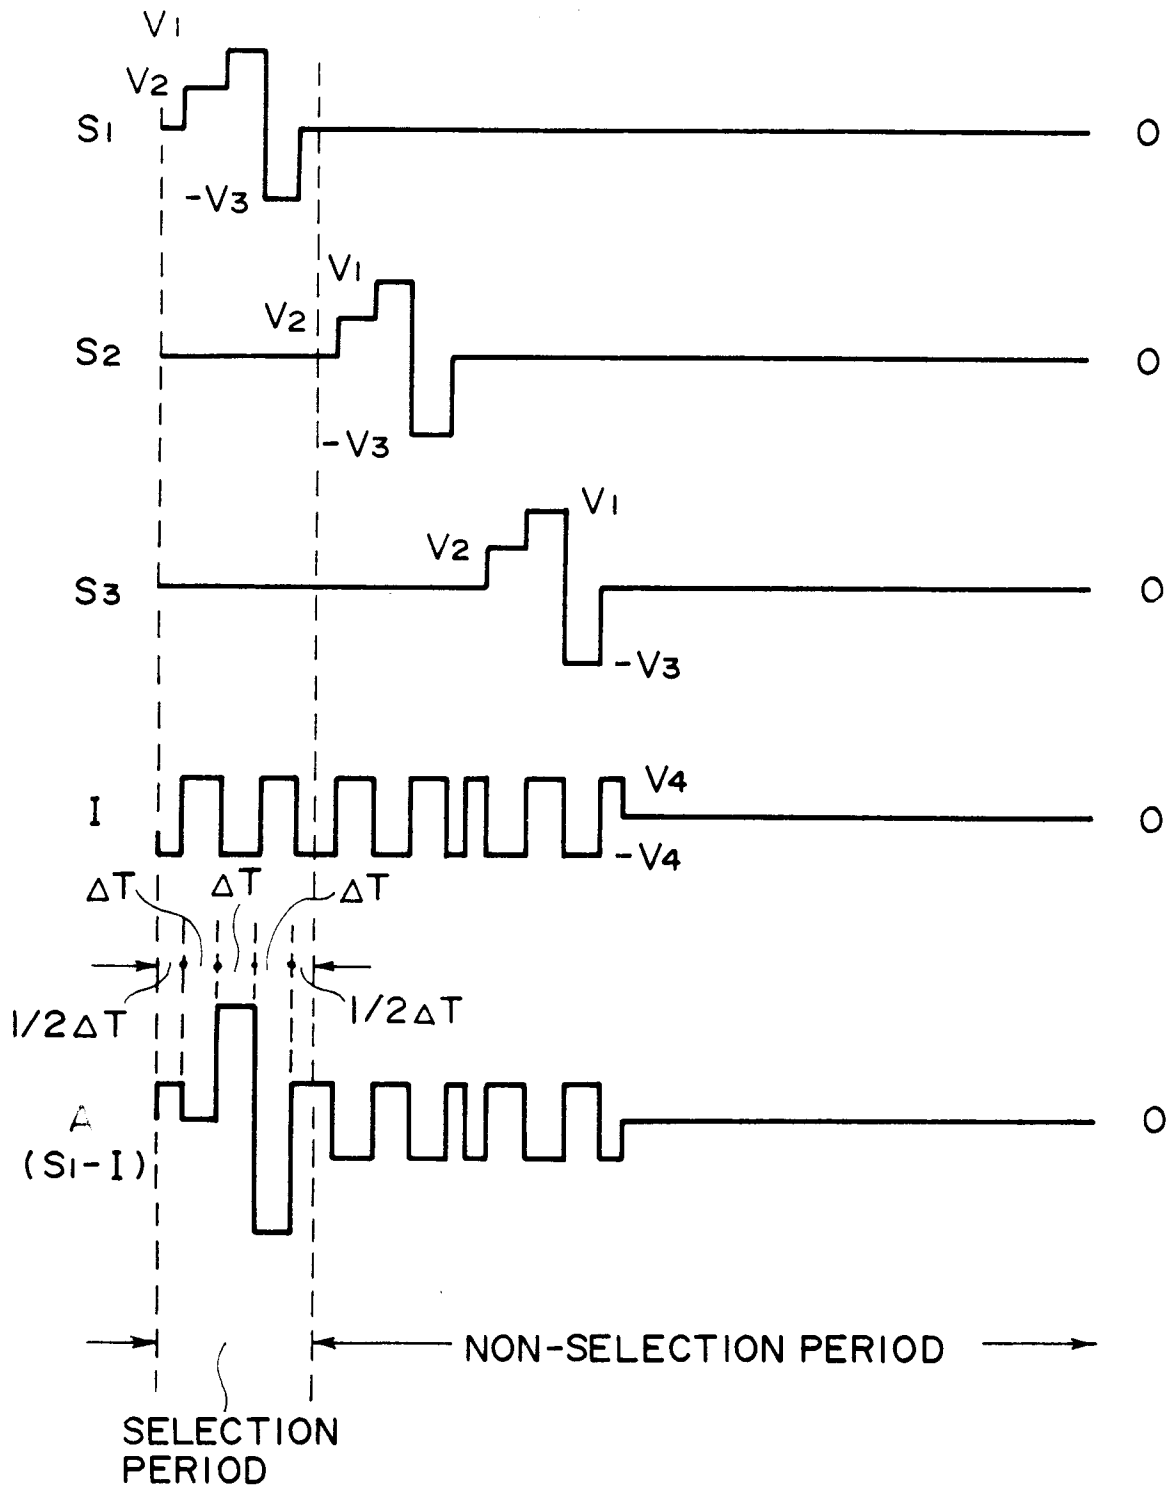 V1
V2
S1
-V3
0
V1
V2
S2
-V3
0
V1
V2
S3
-V3
0
I
V4
-V4
0
ΔT
ΔT
ΔT
1/2ΔT
1/2ΔT
A
(S1-I)
0
NON-SELECTION PERIOD
SELECTION
PERIOD